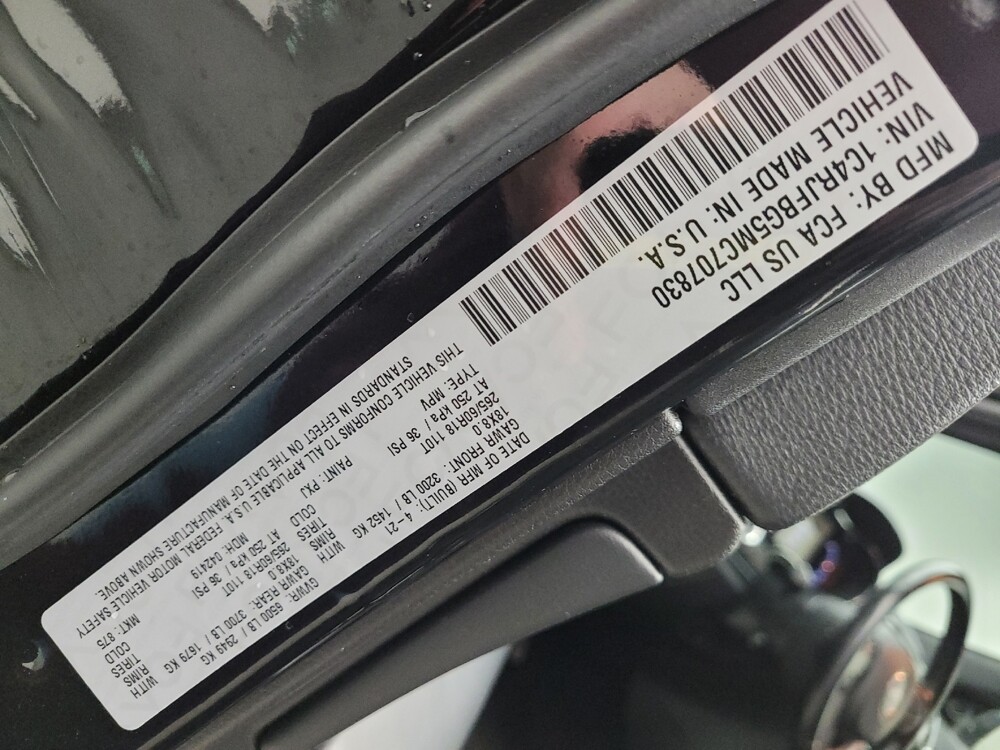 MFD BY: FCA US LLC
VIN: 1C4RJFBG5MC707830
VEHICLE MADE IN: U.S.A.
DATE OF MFR (BUILT): 4-21 GVWR: 6500 LB / 2949 KG
GAWR FRONT: 3200 LB / 1452 KG WITH GAWR REAR: 3700 LB / 1679 KG WITH
18X8.0 RIMS 18X8.0 RIMS
265/60R18 110T TIRES 265/60R18 110T TIRES
AT 250 kPa / 36 PSI COLD AT 250 kPa / 36 PSI COLD
TYPE: MPV PAINT: PXJ MDH: 042419 MKT: 875
THIS VEHICLE CONFORMS TO ALL APPLICABLE U.S.A. FEDERAL MOTOR VEHICLE SAFETY
STANDARDS IN EFFECT ON THE DATE OF MANUFACTURE SHOWN ABOVE.